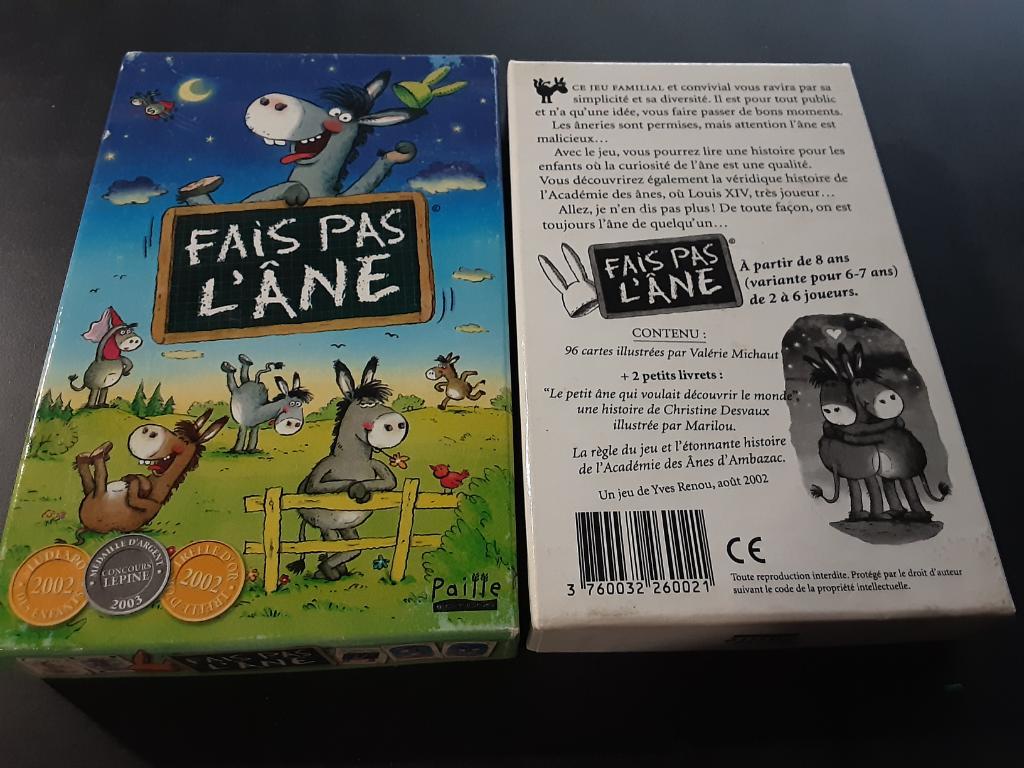 FAIS PAS
L'ÂNE
2002
MÉDAILLE D'ARGENT
CONCOURS
LÉPINE
2003
2002
Paille
FAIS PAS
L'ÂNE
CE JEU FAMILIAL et convivial vous ravira par sa
simplicité et sa diversité. Il est pour tout public
et n'a qu'une idée, vous faire passer de bons moments.
Les âneries sont permises, mais attention l'âne est
malicieux...
Avec le jeu, vous pourrez lire une histoire pour les
enfants où la curiosité de l'âne est une qualité.
Vous découvrirez également la véridique histoire de
l'Académie des ânes, où Louis XIV, très joueur...
Allez, je n'en dis pas plus! De toute façon, on est
toujours l'âne de quelqu'un...
FAIS PAS
L'ÂNE
À partir de 8 ans
(variante pour 6-7 ans)
de 2 à 6 joueurs.
CONTENU :
96 cartes illustrées par Valérie Michaut
+ 2 petits livrets :
"Le petit âne qui voulait découvrir le monde",
une histoire de Christine Desvaux
illustrée par Marilou.
La règle du jeu et l'étonnante histoire
de l'Académie des Ânes d'Ambazac.
Un jeu de Yves Renou, août 2002
3 760032 260021
CE
Toute reproduction interdite. Protégé par le droit d'auteur
suivant le code de la propriété intellectuelle.